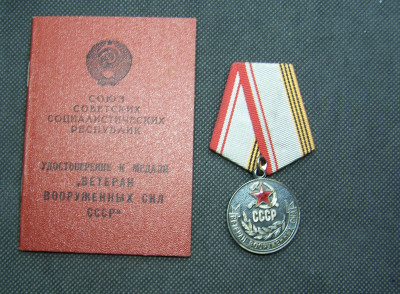 СОЮЗ
СОВЕТСКИХ
СОЦИАЛИСТИЧЕСКИХ
РЕСПУБЛИК
УДОСТОВЕРЕНИЕ К МЕДАЛИ
„ВЕТЕРАН
ВООРУЖЕННЫХ СИЛ
СССР“
СССР